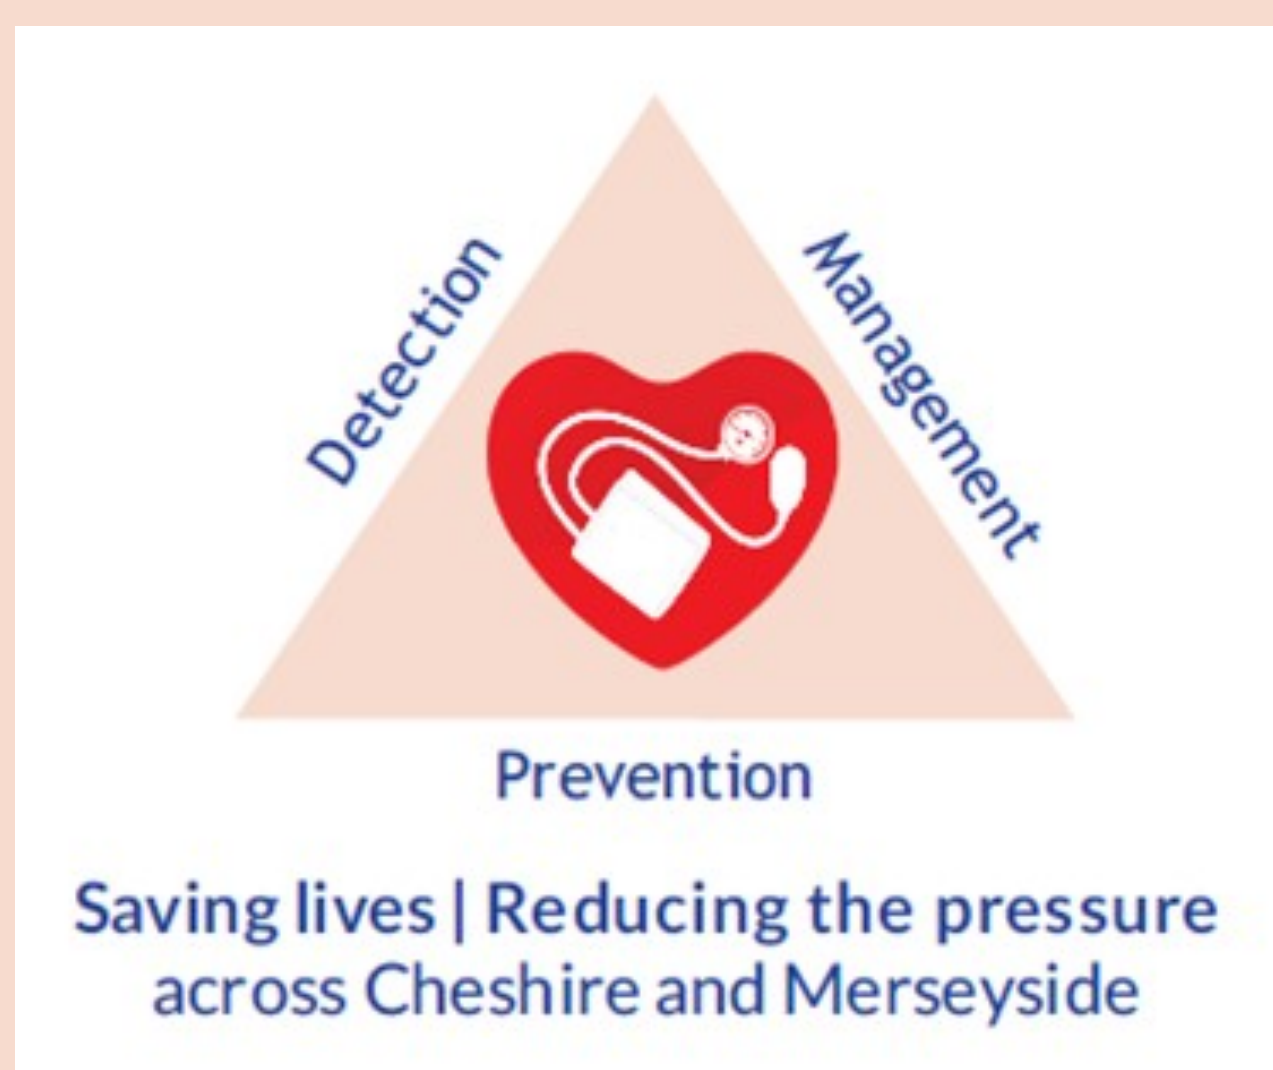 Detection
Management
Prevention
Saving lives | Reducing the pressure
across Cheshire and Merseyside